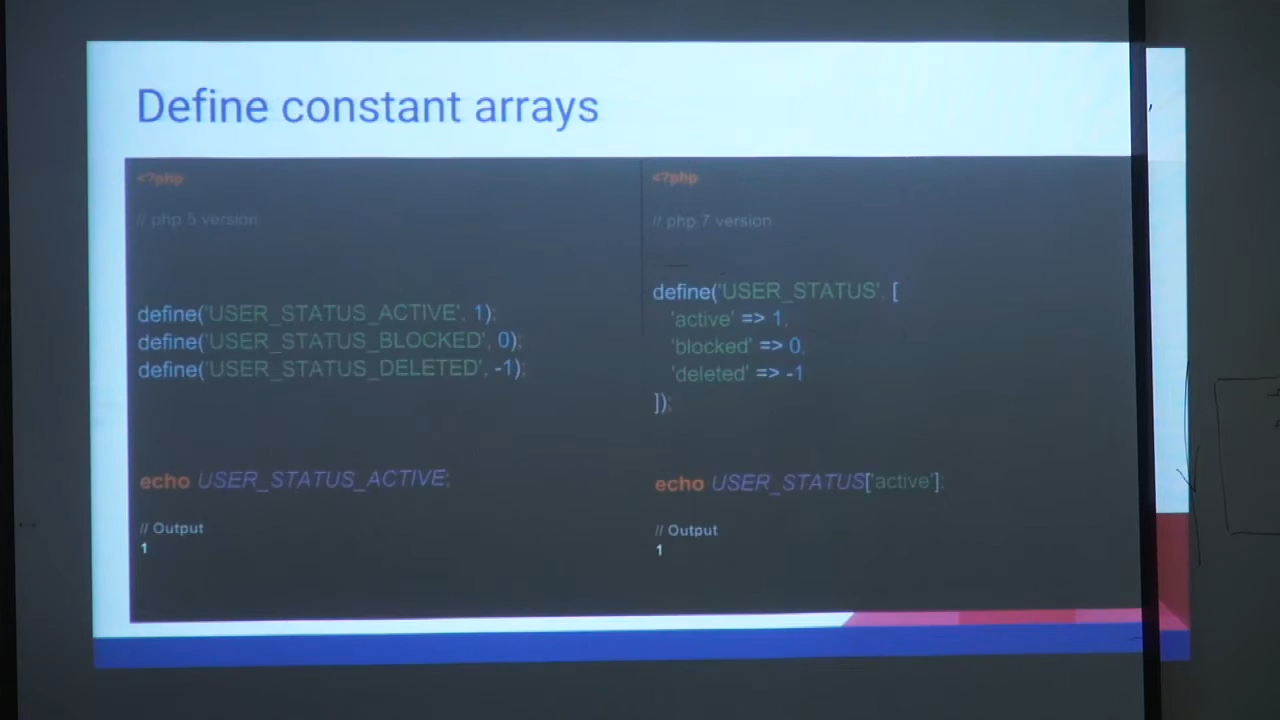 Define constant arrays
<?php
// php 5 version
define('USER_STATUS_ACTIVE', 1);
define('USER_STATUS_BLOCKED', 0);
define('USER_STATUS_DELETED', -1);
echo USER_STATUS_ACTIVE;
// Output
1
<?php
// php 7 version
define('USER_STATUS', [
'active' => 1,
'blocked' => 0,
'deleted' => -1
]);
echo USER_STATUS['active'];
// Output
1